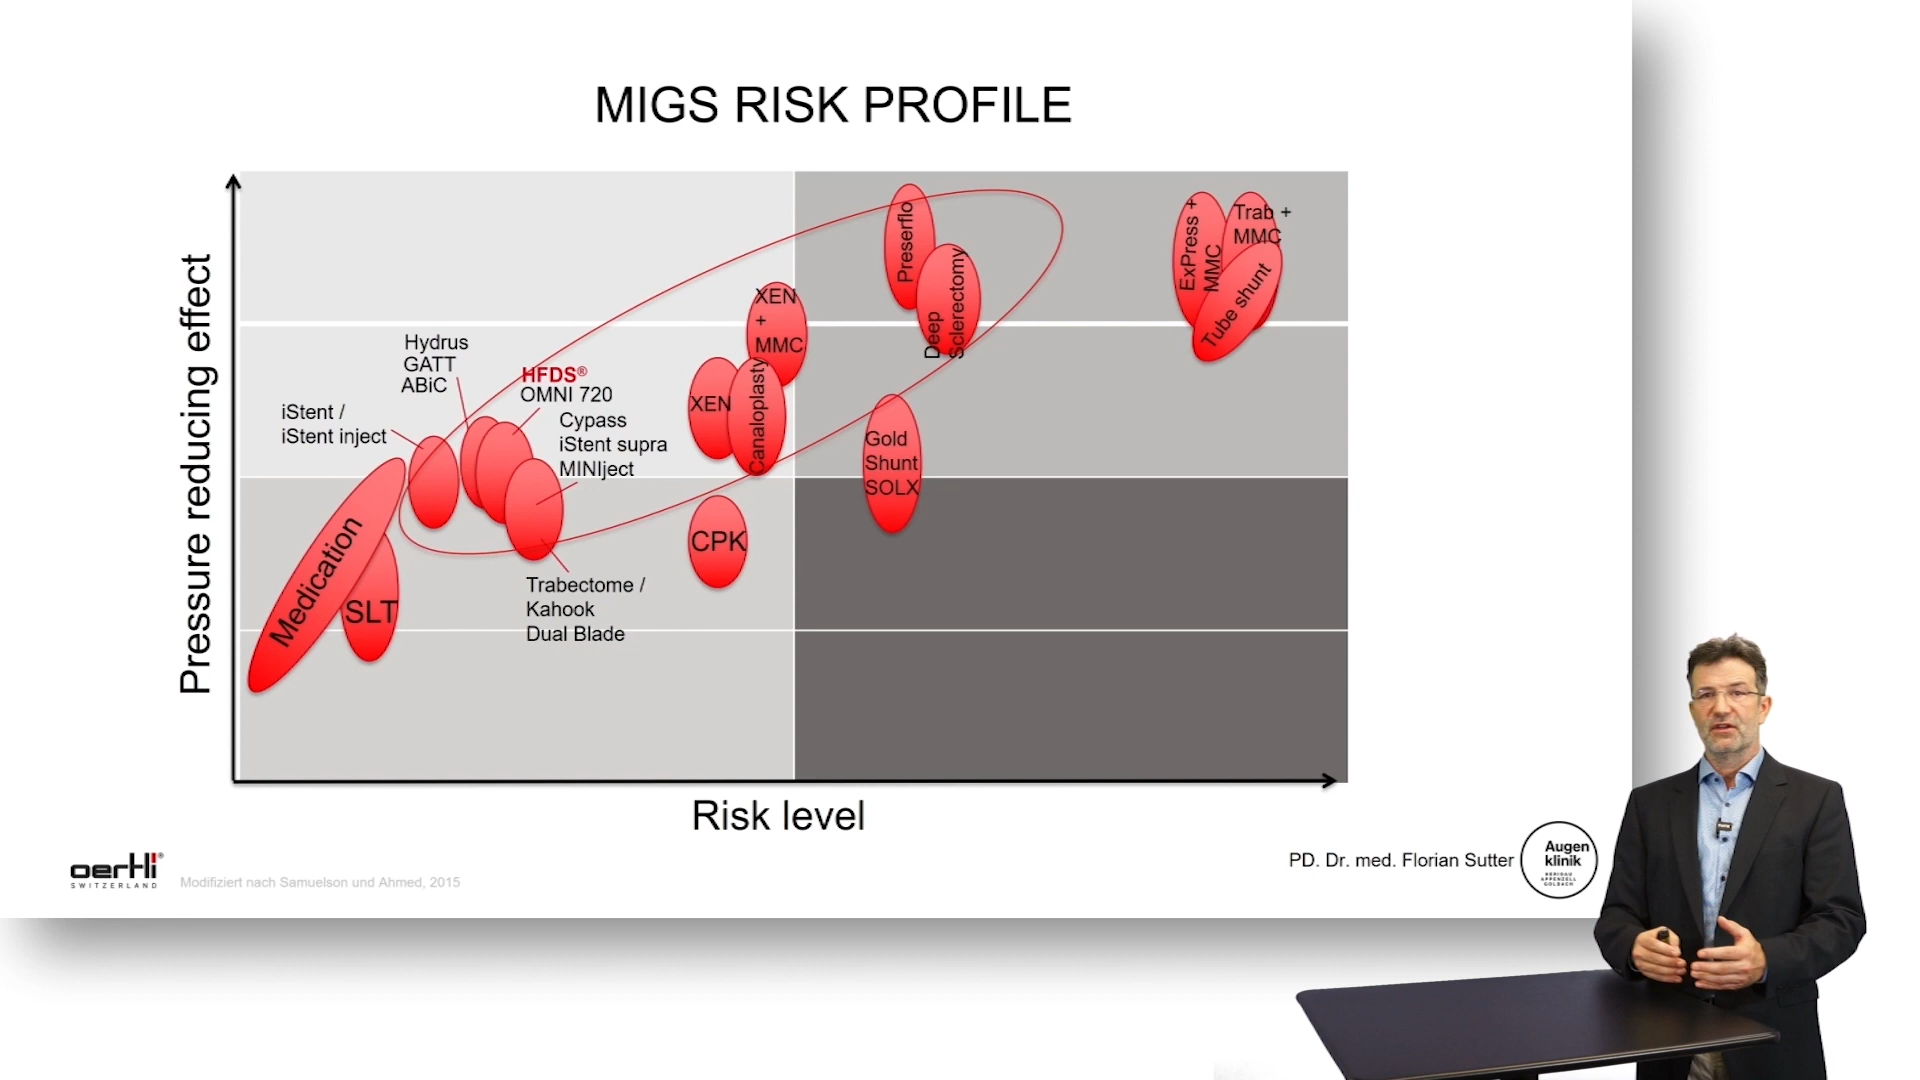 MIGS RISK PROFILE
Pressure reducing effect
Risk level
Medication
SLT
iStent /
iStent inject
Hydrus
GATT
ABiC
HFDS®
OMNI 720
Cypass
iStent supra
MINIject
Trabectome /
Kahook
Dual Blade
XEN
XEN
+
MMC
Canaloplasty
CPK
Preserflo
Deep
Sclerectomy
Gold
Shunt
SOLX
ExPress +
MMC
Trab +
MMC
Tube shunt
oertli®
SWITZERLAND
Modifiziert nach Samuelson und Ahmed, 2015
PD. Dr. med. Florian Sutter
Augen
klinik
HERISAU
APPENZELL
GOLDACH